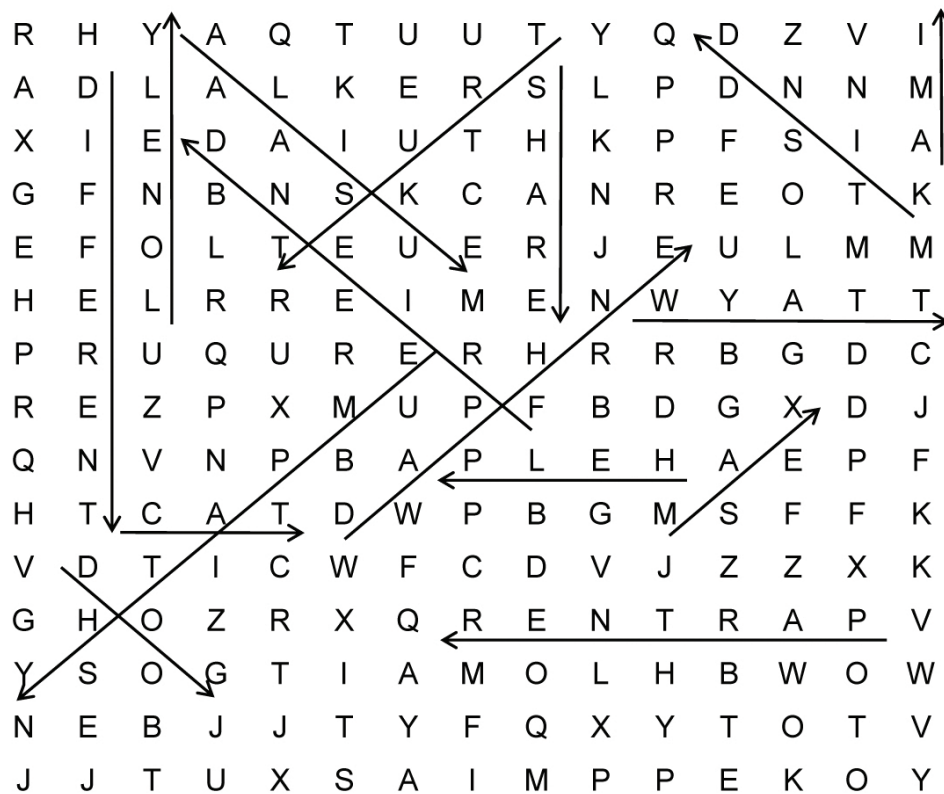 R H Y A Q T U U T Y Q D Z V I
A D L A L K E R S L P D N N M
X I E D A I U T H K P F S I A
G F N B N S K C A N R E O T K
E F O L T E U E R J E U L M M
H E L R R E I M E N W Y A T T
P R U Q U R E R H R R B G D C
R E Z P X M U P F B D G X D J
Q N V N P B A P L E H A E P F
H T C A T D W P B G M S F F K
V D T I C W F C D V J Z Z X K
G H O Z R X Q R E N T R A P V
Y S O G T I A M O L H B W O W
N E B J J T Y F Q X Y T O T V
J J T U X S A I M P P E K O Y